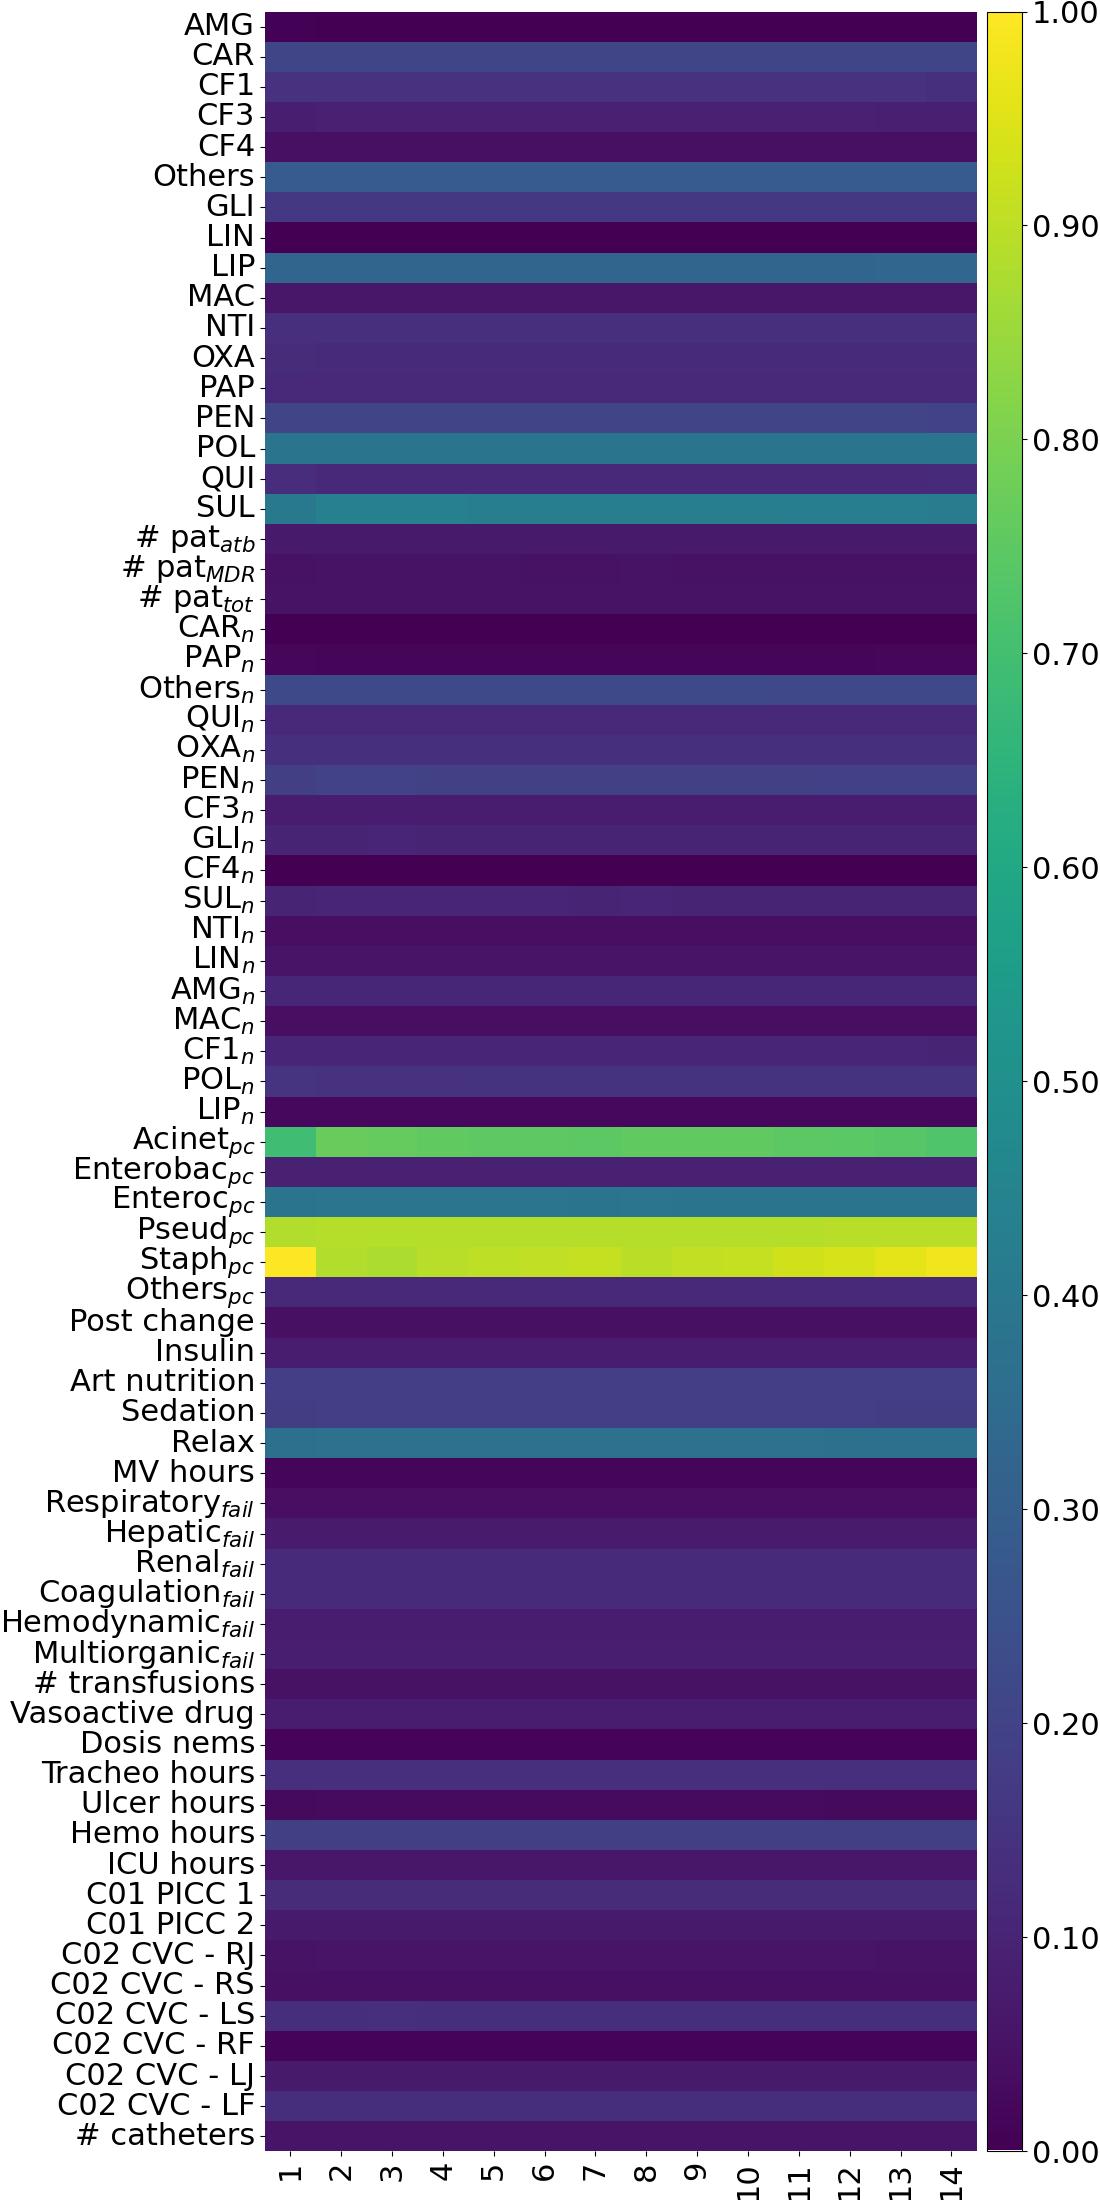 AMG
CAR
CF1
CF3
CF4
Others
GLI
LIN
LIP
MAC
NTI
OXA
PAP
PEN
POL
QUI
SUL
# pat_atb
# pat_MDR
# pat_tot
CAR_n
PAP_n
Others_n
QUI_n
OXA_n
PEN_n
CF3_n
GLI_n
CF4_n
SUL_n
NTI_n
LIN_n
AMG_n
MAC_n
CF1_n
POL_n
LIP_n
Acinet_pc
Enterobac_pc
Enteroc_pc
Pseud_pc
Staph_pc
Others_pc
Post change
Insulin
Art nutrition
Sedation
Relax
MV hours
Respiratory_fail
Hepatic_fail
Renal_fail
Coagulation_fail
Hemodynamic_fail
Multiorganic_fail
# transfusions
Vasoactive drug
Dosis nems
Tracheo hours
Ulcer hours
Hemo hours
ICU hours
C01 PICC 1
C01 PICC 2
C02 CVC - RJ
C02 CVC - RS
C02 CVC - LS
C02 CVC - RF
C02 CVC - LJ
C02 CVC - LF
# catheters
1 2 3 4 5 6 7 8 9 10 11 12 13 14
1.00
0.90
0.80
0.70
0.60
0.50
0.40
0.30
0.20
0.10
0.00